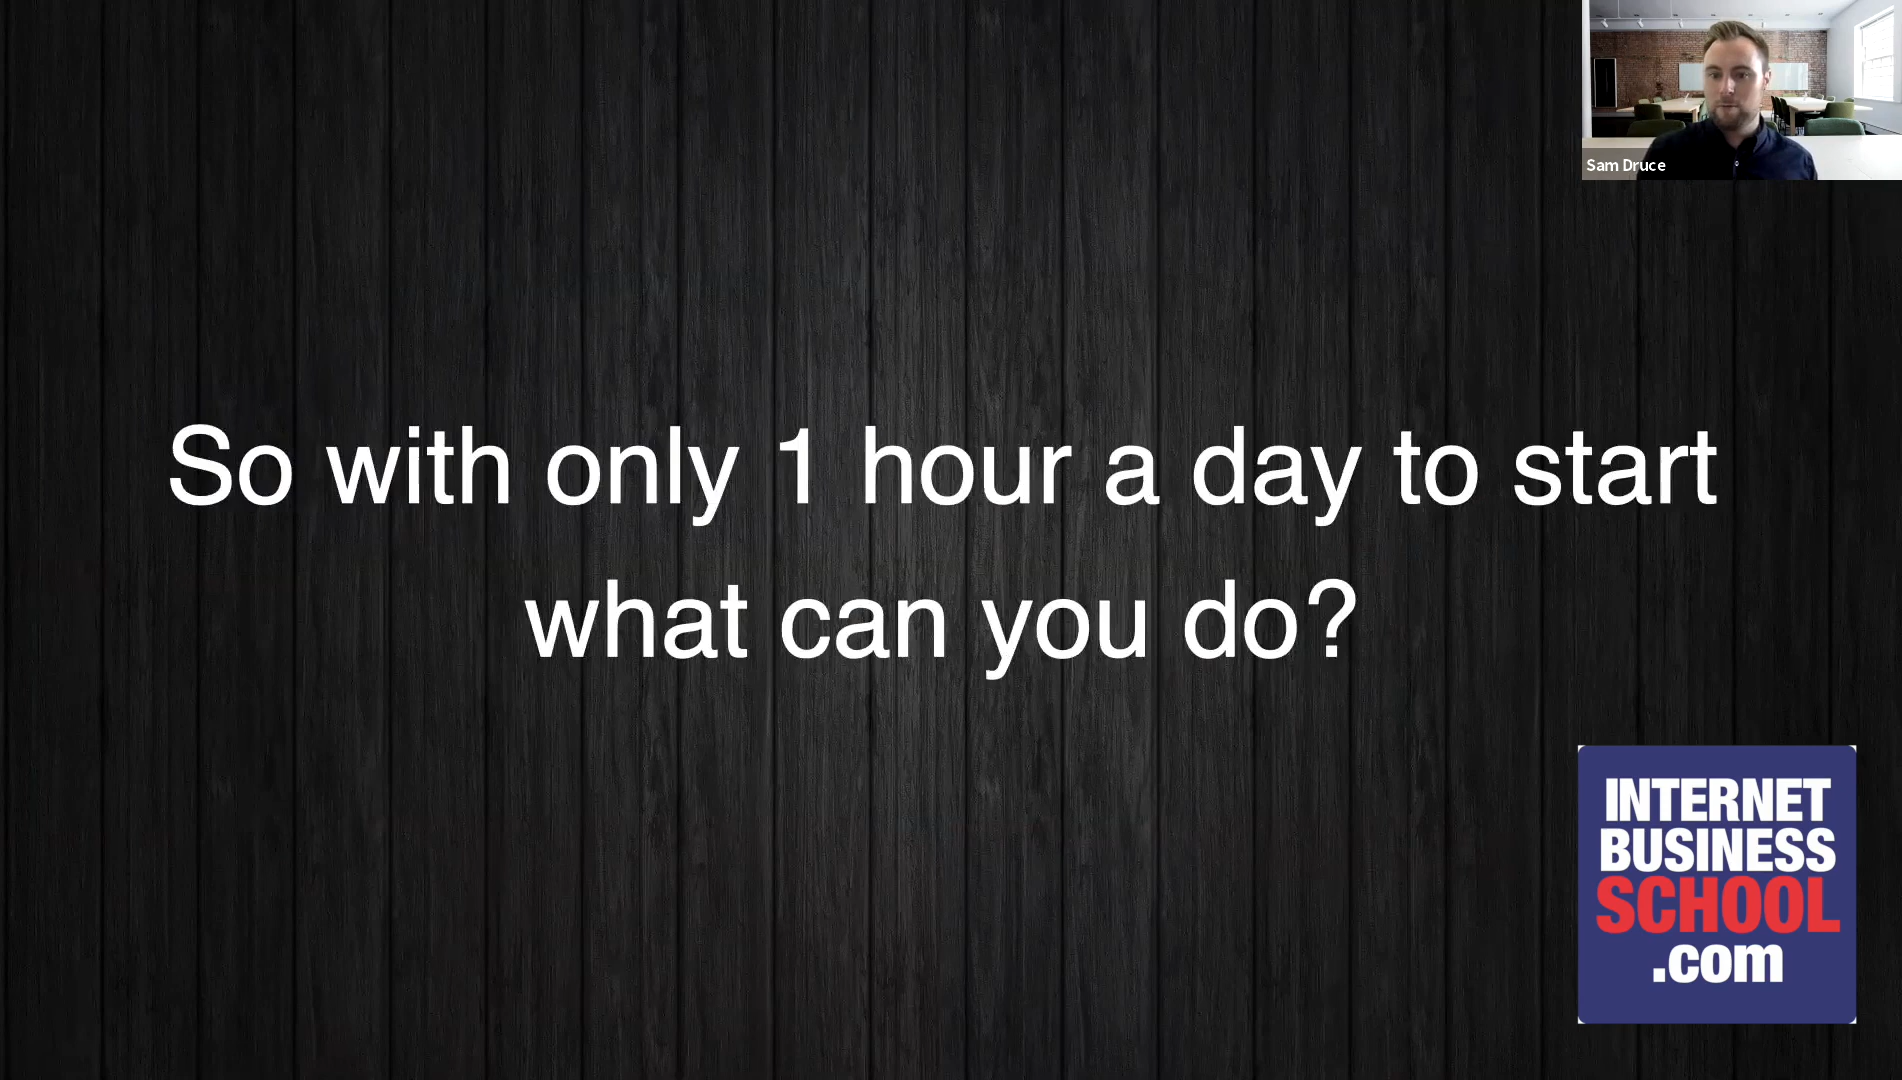 Sam Druce
So with only 1 hour a day to start
what can you do?
INTERNET
BUSINESS
SCHOOL
.com